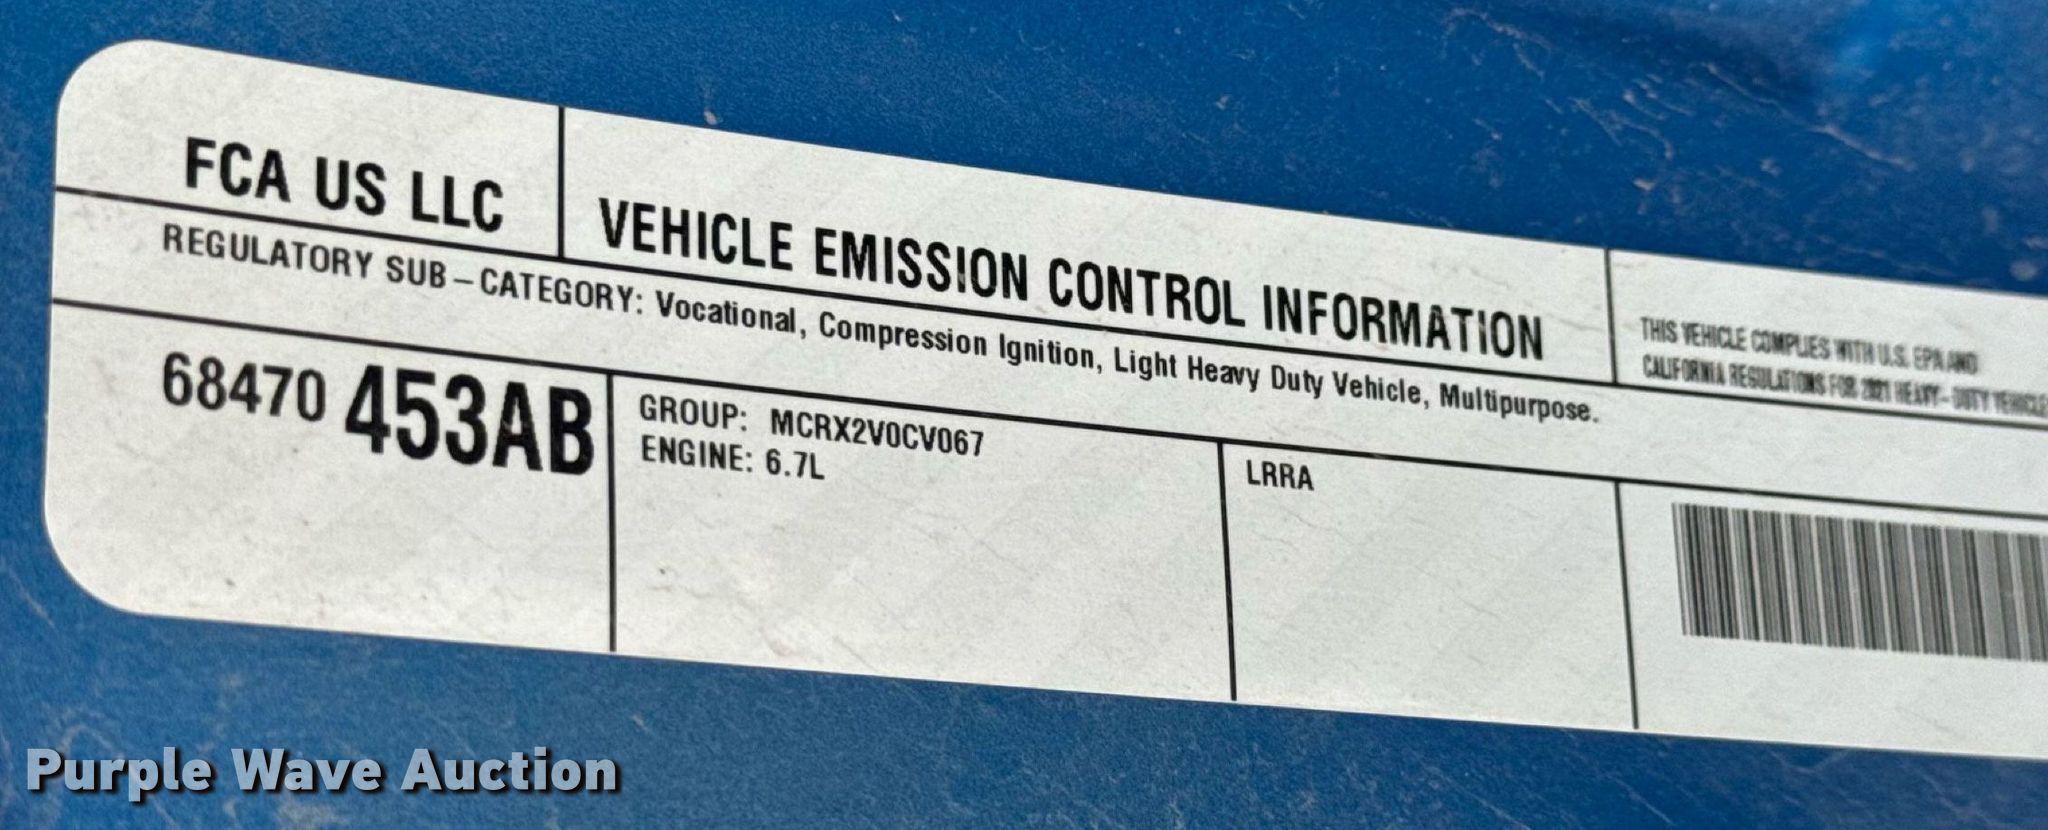 FCA US LLC
VEHICLE EMISSION CONTROL INFORMATION
THIS VEHICLE COMPLIES WITH U.S. EPA AND
CALIFORNIA REGULATIONS FOR 2021 HEAVY-DUTY VEHICLE
REGULATORY SUB-CATEGORY: Vocational, Compression Ignition, Light Heavy Duty Vehicle, Multipurpose.
68470 453AB
GROUP: MCRX2V0CV067
ENGINE: 6.7L
LRRA
Purple Wave Auction